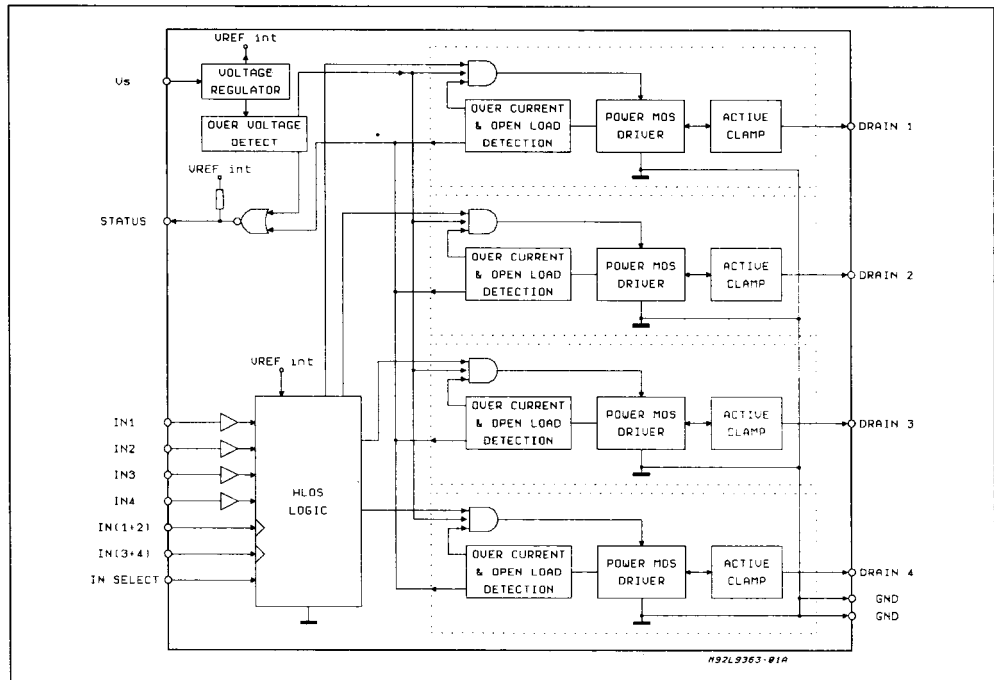 VREF int
Vs
VOLTAGE
REGULATOR
OVER VOLTAGE
DETECT
VREF int
STATUS
OVER CURRENT
& OPEN LOAD
DETECTION
POWER MOS
DRIVER
ACTIVE
CLAMP
DRAIN 1
OVER CURRENT
& OPEN LOAD
DETECTION
POWER MOS
DRIVER
ACTIVE
CLAMP
DRAIN 2
VREF int
OVER CURRENT
& OPEN LOAD
DETECTION
POWER MOS
DRIVER
ACTIVE
CLAMP
DRAIN 3
IN1
IN2
IN3
IN4
IN(1+2)
IN(3+4)
IN SELECT
HLOS
LOGIC
OVER CURRENT
& OPEN LOAD
DETECTION
POWER MOS
DRIVER
ACTIVE
CLAMP
DRAIN 4
GND
GND
M92L9363-01A